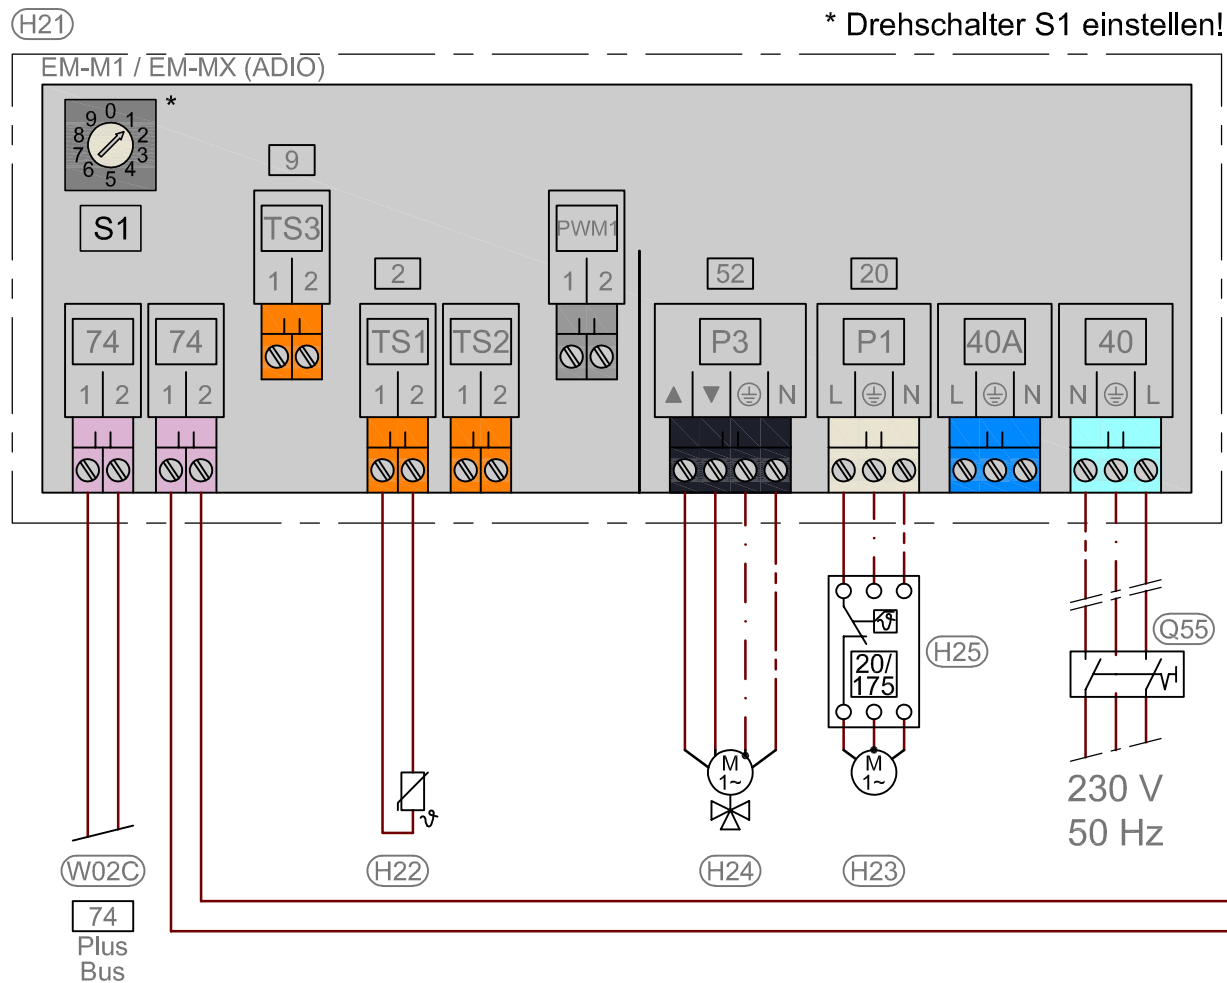 H21
* Drehschalter S1 einstellen!
EM-M1 / EM-MX (ADIO)
*
0
1
2
3
4
5
6
7
8
9
S1
9
TS3
1 2
PWM1
1 2
2
52
20
74
1 2
74
1 2
TS1
1 2
TS2
1 2
P3
▲ ▼ N
P1
L N
40A
L N
40
N L
Q55
ϑ
H25
20/
175
M
1~
M
1~
ϑ
230 V
50 Hz
W02C
H22
H24
H23
74
Plus
Bus